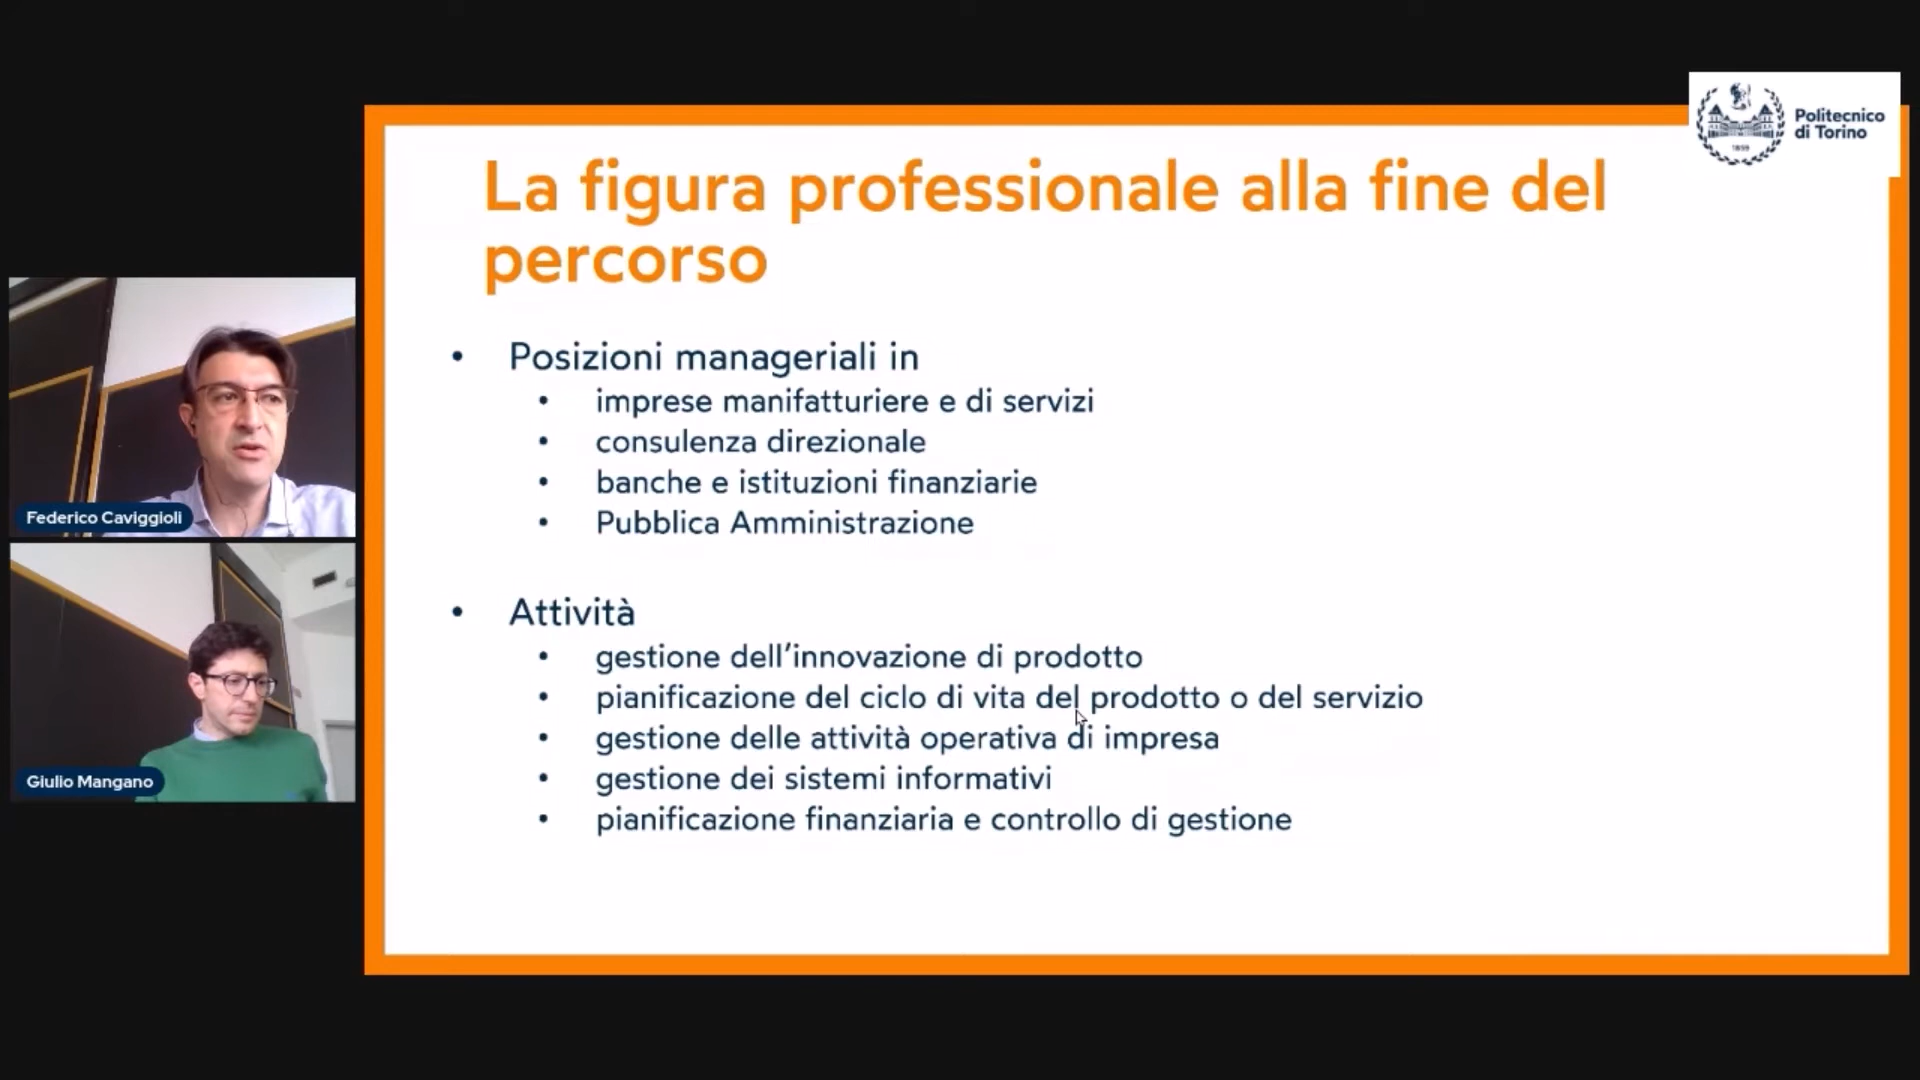 Politecnico
di Torino
1859
La figura professionale alla fine del
percorso
• Posizioni manageriali in
• imprese manifatturiere e di servizi
• consulenza direzionale
• banche e istituzioni finanziarie
• Pubblica Amministrazione
• Attività
• gestione dell'innovazione di prodotto
• pianificazione del ciclo di vita del prodotto o del servizio
• gestione delle attività operativa di impresa
• gestione dei sistemi informativi
• pianificazione finanziaria e controllo di gestione
Federico Caviggioli
Giulio Mangano